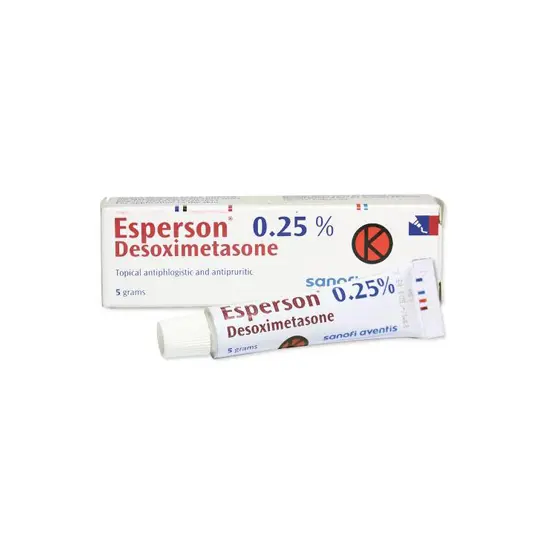 Esperson® 0.25 %
Desoximetasone
Topical antiphlogistic and antipruritic
5 grams
K
sanofi
Esperson 0.25%
Desoximetasone
5 grams
sanofi aventis